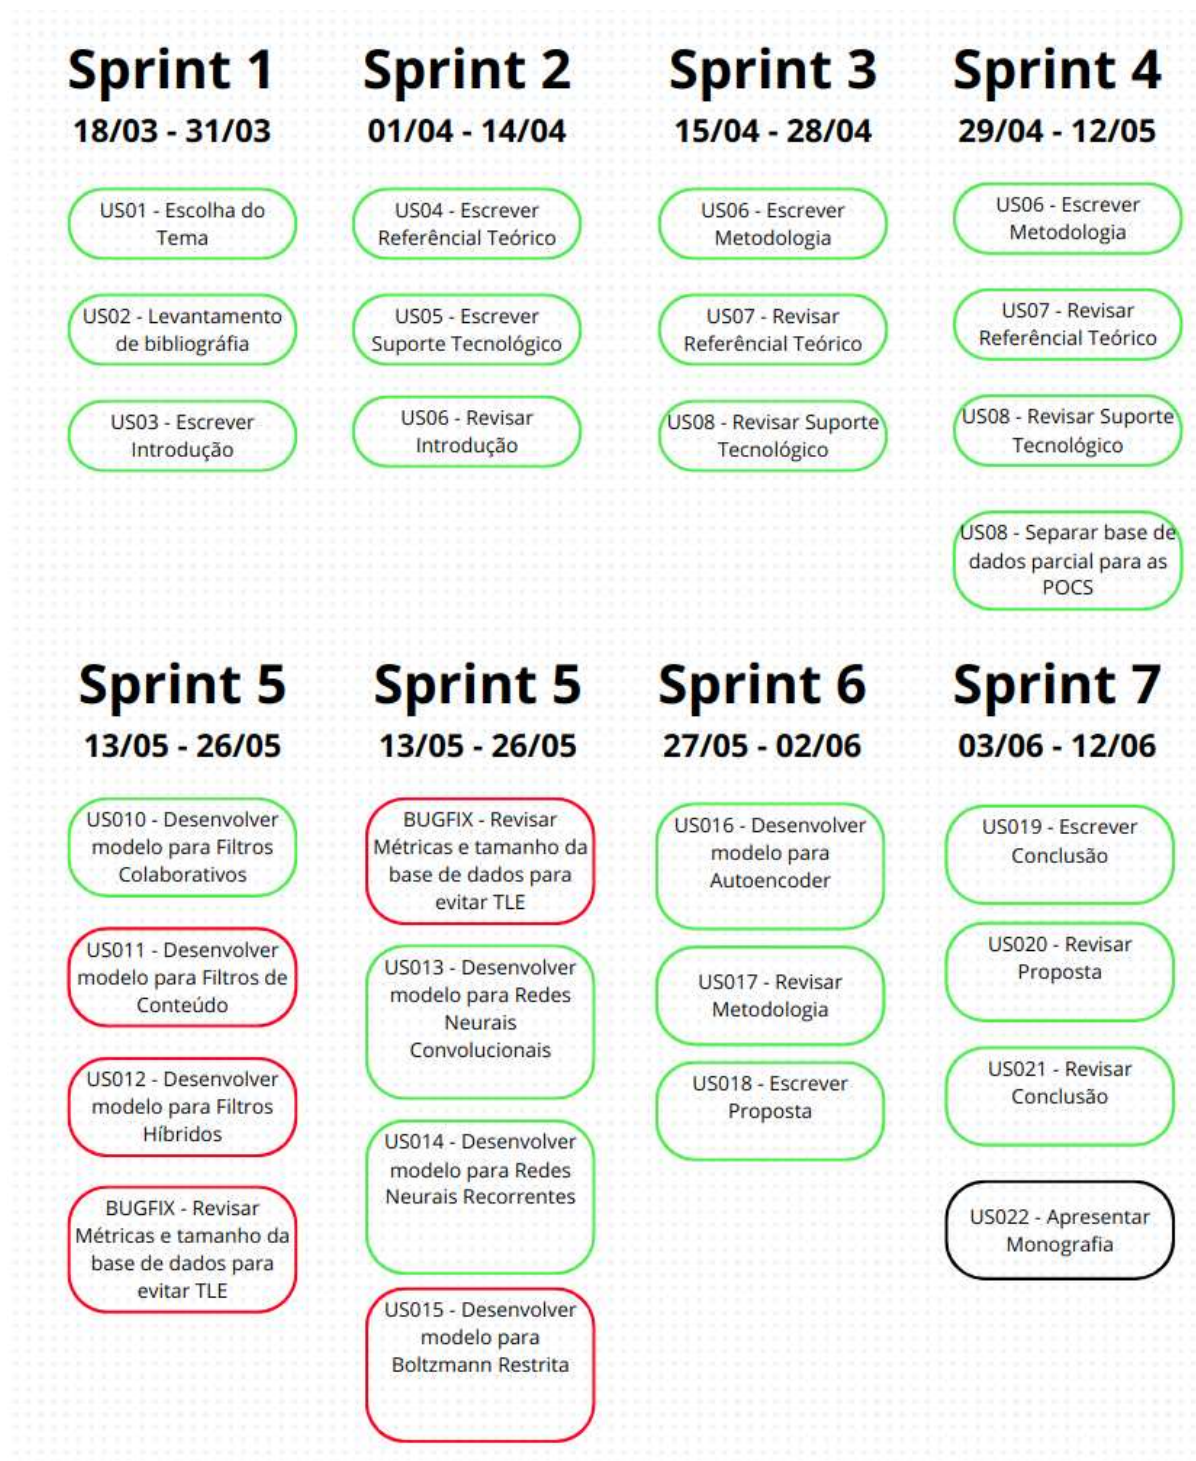 Sprint 1
18/03 - 31/03
US01 - Escolha do
Tema
US02 - Levantamento
de bibliográfia
US03 - Escrever
Introdução
Sprint 2
01/04 - 14/04
US04 - Escrever
Referêncial Teórico
US05 - Escrever
Suporte Tecnológico
US06 - Revisar
Introdução
Sprint 3
15/04 - 28/04
US06 - Escrever
Metodologia
US07 - Revisar
Referêncial Teórico
US08 - Revisar Suporte
Tecnológico
Sprint 4
29/04 - 12/05
US06 - Escrever
Metodologia
US07 - Revisar
Referêncial Teórico
US08 - Revisar Suporte
Tecnológico
US08 - Separar base de
dados parcial para as
POCS
Sprint 5
13/05 - 26/05
US010 - Desenvolver
modelo para Filtros
Colaborativos
US011 - Desenvolver
modelo para Filtros de
Conteúdo
US012 - Desenvolver
modelo para Filtros
Híbridos
BUGFIX - Revisar
Métricas e tamanho da
base de dados para
evitar TLE
Sprint 5
13/05 - 26/05
BUGFIX - Revisar
Métricas e tamanho da
base de dados para
evitar TLE
US013 - Desenvolver
modelo para Redes
Neurais
Convolucionais
US014 - Desenvolver
modelo para Redes
Neurais Recorrentes
US015 - Desenvolver
modelo para
Boltzmann Restrita
Sprint 6
27/05 - 02/06
US016 - Desenvolver
modelo para
Autoencoder
US017 - Revisar
Metodologia
US018 - Escrever
Proposta
Sprint 7
03/06 - 12/06
US019 - Escrever
Conclusão
US020 - Revisar
Proposta
US021 - Revisar
Conclusão
US022 - Apresentar
Monografia